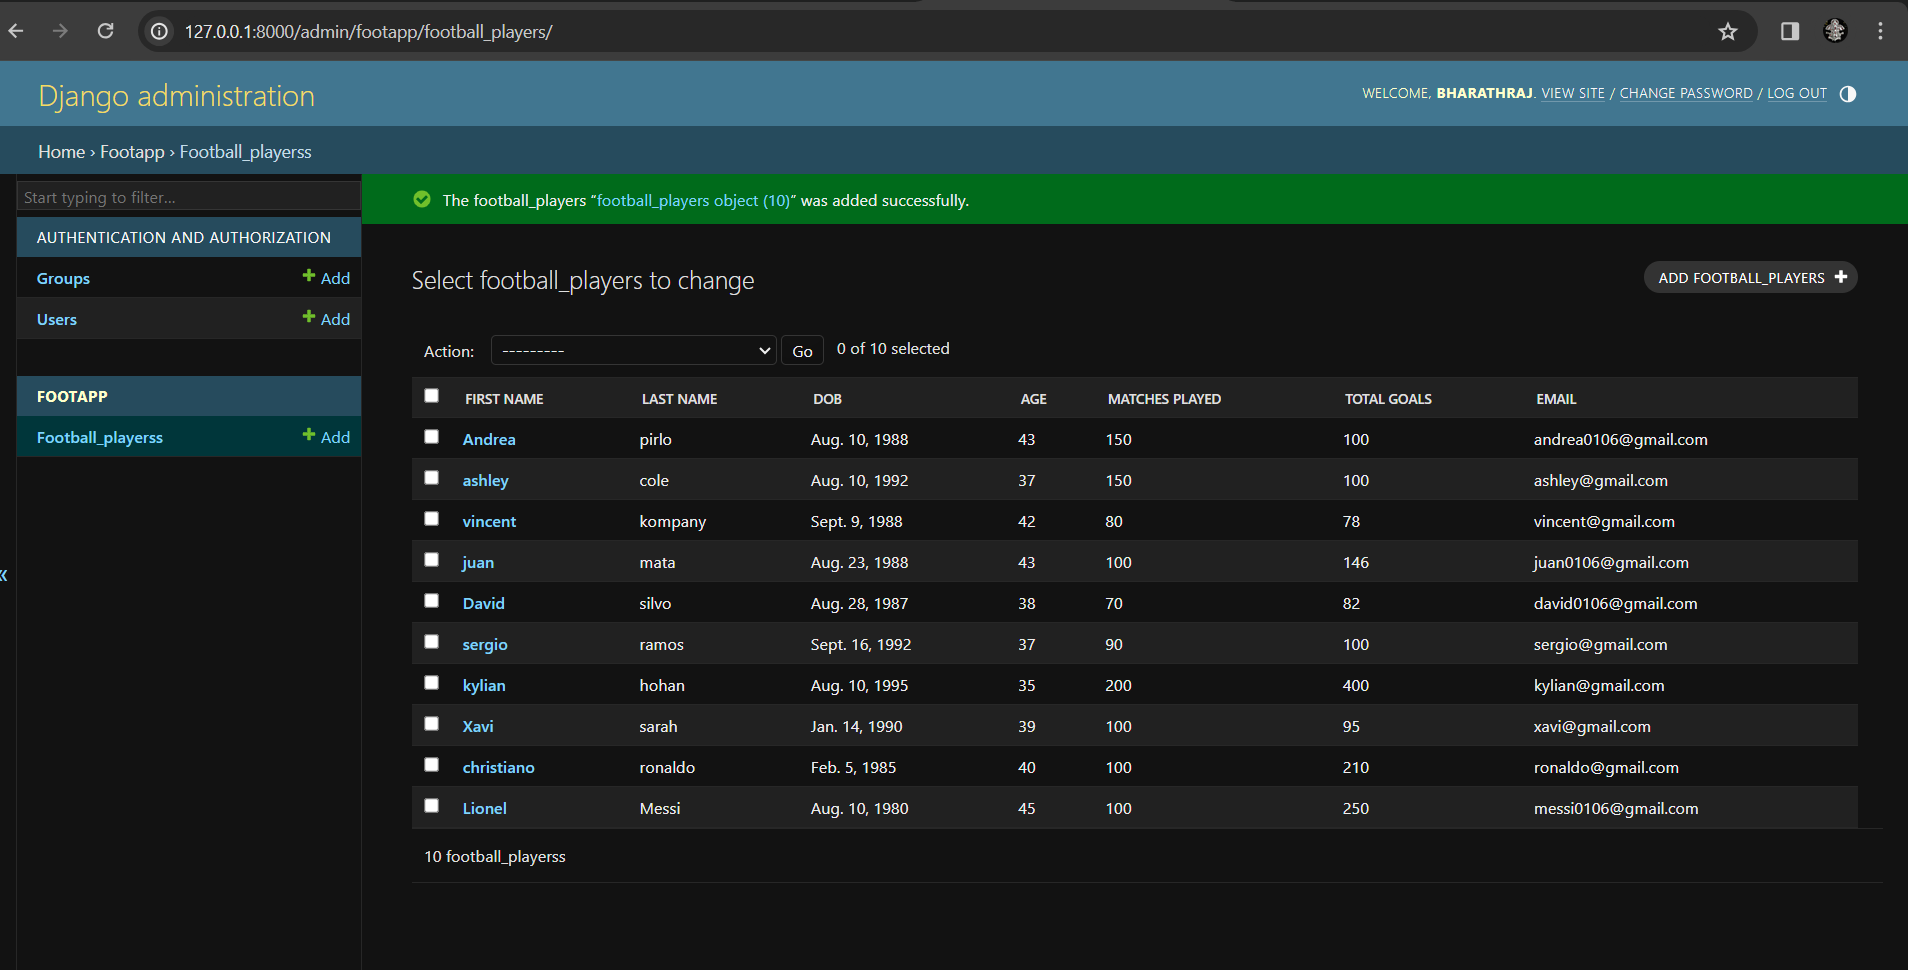 127.0.0.1:8000/admin/footapp/football_players/
Django administration
WELCOME, BHARATHRAJ. VIEW SITE / CHANGE PASSWORD / LOG OUT
Home › Footapp › Football_playerss
Start typing to filter...
The football_players “football_players object (10)” was added successfully.
AUTHENTICATION AND AUTHORIZATION
Groups + Add
Users + Add
FOOTAPP
Football_playerss + Add
«
Select football_players to change
ADD FOOTBALL_PLAYERS +
Action: --------- Go 0 of 10 selected
FIRST NAME LAST NAME DOB AGE MATCHES PLAYED TOTAL GOALS EMAIL
Andrea pirlo Aug. 10, 1988 43 150 100 andrea0106@gmail.com
ashley cole Aug. 10, 1992 37 150 100 ashley@gmail.com
vincent kompany Sept. 9, 1988 42 80 78 vincent@gmail.com
juan mata Aug. 23, 1988 43 100 146 juan0106@gmail.com
David silvo Aug. 28, 1987 38 70 82 david0106@gmail.com
sergio ramos Sept. 16, 1992 37 90 100 sergio@gmail.com
kylian hohan Aug. 10, 1995 35 200 400 kylian@gmail.com
Xavi sarah Jan. 14, 1990 39 100 95 xavi@gmail.com
christiano ronaldo Feb. 5, 1985 40 100 210 ronaldo@gmail.com
Lionel Messi Aug. 10, 1980 45 100 250 messi0106@gmail.com
10 football_playerss